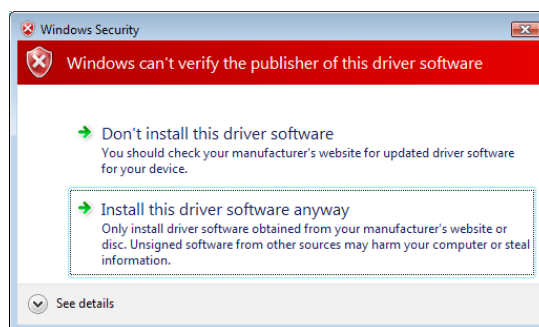 Windows Security
Windows can't verify the publisher of this driver software
Don't install this driver software
You should check your manufacturer's website for updated driver software
for your device.
Install this driver software anyway
Only install driver software obtained from your manufacturer's website or
disc. Unsigned software from other sources may harm your computer or steal
information.
See details